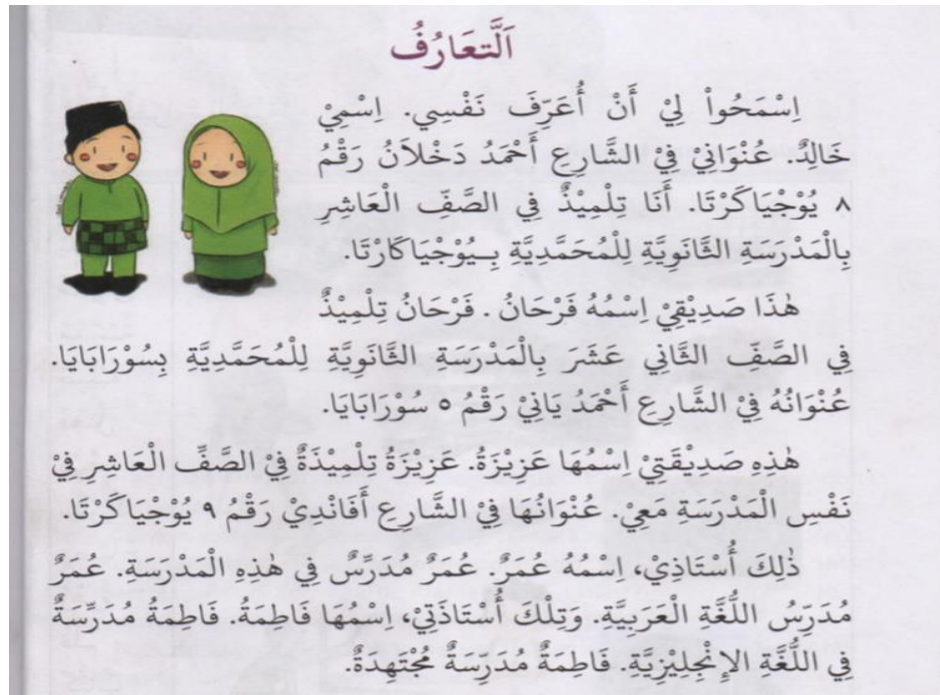 اَلتَّعَارُفُ
اِسْمَحُواْ لِيْ أَنْ أُعَرِّفَ نَفْسِي. اِسْمِيْ
خَالِدٌ. عُنْوَانِيْ فِيْ الشَّارِعِ أَحْمَدُ دَخْلاَنُ رَقْمُ
٨ يُوْجْيَاكَرْتَا. أَنَا تِلْمِيْذٌ فِي الصَّفِّ الْعَاشِرِ
بِالْمَدْرَسَةِ الثَّانَوِيَّةِ لِلْمُحَمَّدِيَّةِ بِــيُوْجْيَاكَارْتَا.
هٰذَا صَدِيْقِيْ اِسْمُهُ فَرْحَانُ . فَرْحَانُ تِلْمِيْذٌ
فِي الصَّفِّ الثَّانِي عَشَرَ بِالْمَدْرَسَةِ الثَّانَوِيَّةِ لِلْمُحَمَّدِيَّةِ بِسُوْرَابَايَا.
عُنْوَانُهُ فِيْ الشَّارِعِ أَحْمَدُ يَانِيْ رَقْمُ ٥ سُوْرَابَايَا.
هٰذِهِ صَدِيْقَتِيْ اِسْمُهَا عَزِيْزَةُ. عَزِيْزَةُ تِلْمِيْذَةٌ فِيْ الصَّفِّ الْعَاشِرِ فِيْ
نَفْسِ الْمَدْرَسَةِ مَعِيْ. عُنْوَانُهَا فِيْ الشَّارِعِ أَفَانْدِيْ رَقْمُ ٩ يُوْجْيَاكَرْتَا.
ذٰلِكَ أُسْتَاذِيْ، اِسْمُهُ عُمَرُ. عُمَرُ مُدَرِّسٌ فِي هٰذِهِ الْمَدْرَسَةِ. عُمَرُ
مُدَرِّسُ اللُّغَةِ الْعَرَبِيَّةِ. وَتِلْكَ أُسْتَاذَتِيْ، اِسْمُهَا فَاطِمَةُ. فَاطِمَةُ مُدَرِّسَةٌ
فِي اللُّغَةِ الإِنْجِلِيْزِيَّةِ. فَاطِمَةُ مُدَرِّسَةٌ مُجْتَهِدَةٌ.